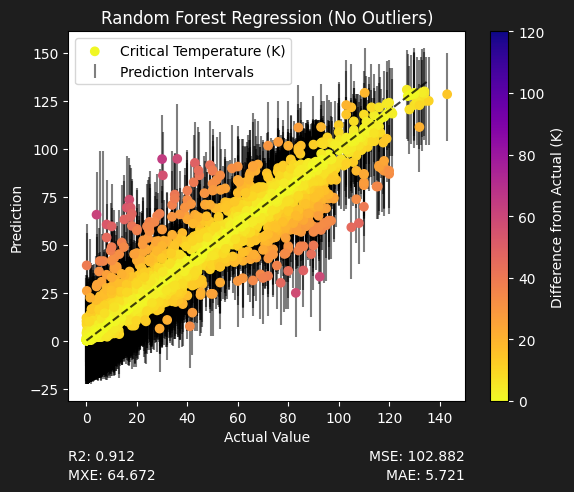 Random Forest Regression (No Outliers)
Critical Temperature (K)
Prediction Intervals
150
125
100
75
50
25
0
−25
Prediction
0
20
40
60
80
100
120
140
Actual Value
120
100
80
60
40
20
0
Difference from Actual (K)
R2: 0.912
MSE: 102.882
MXE: 64.672
MAE: 5.721